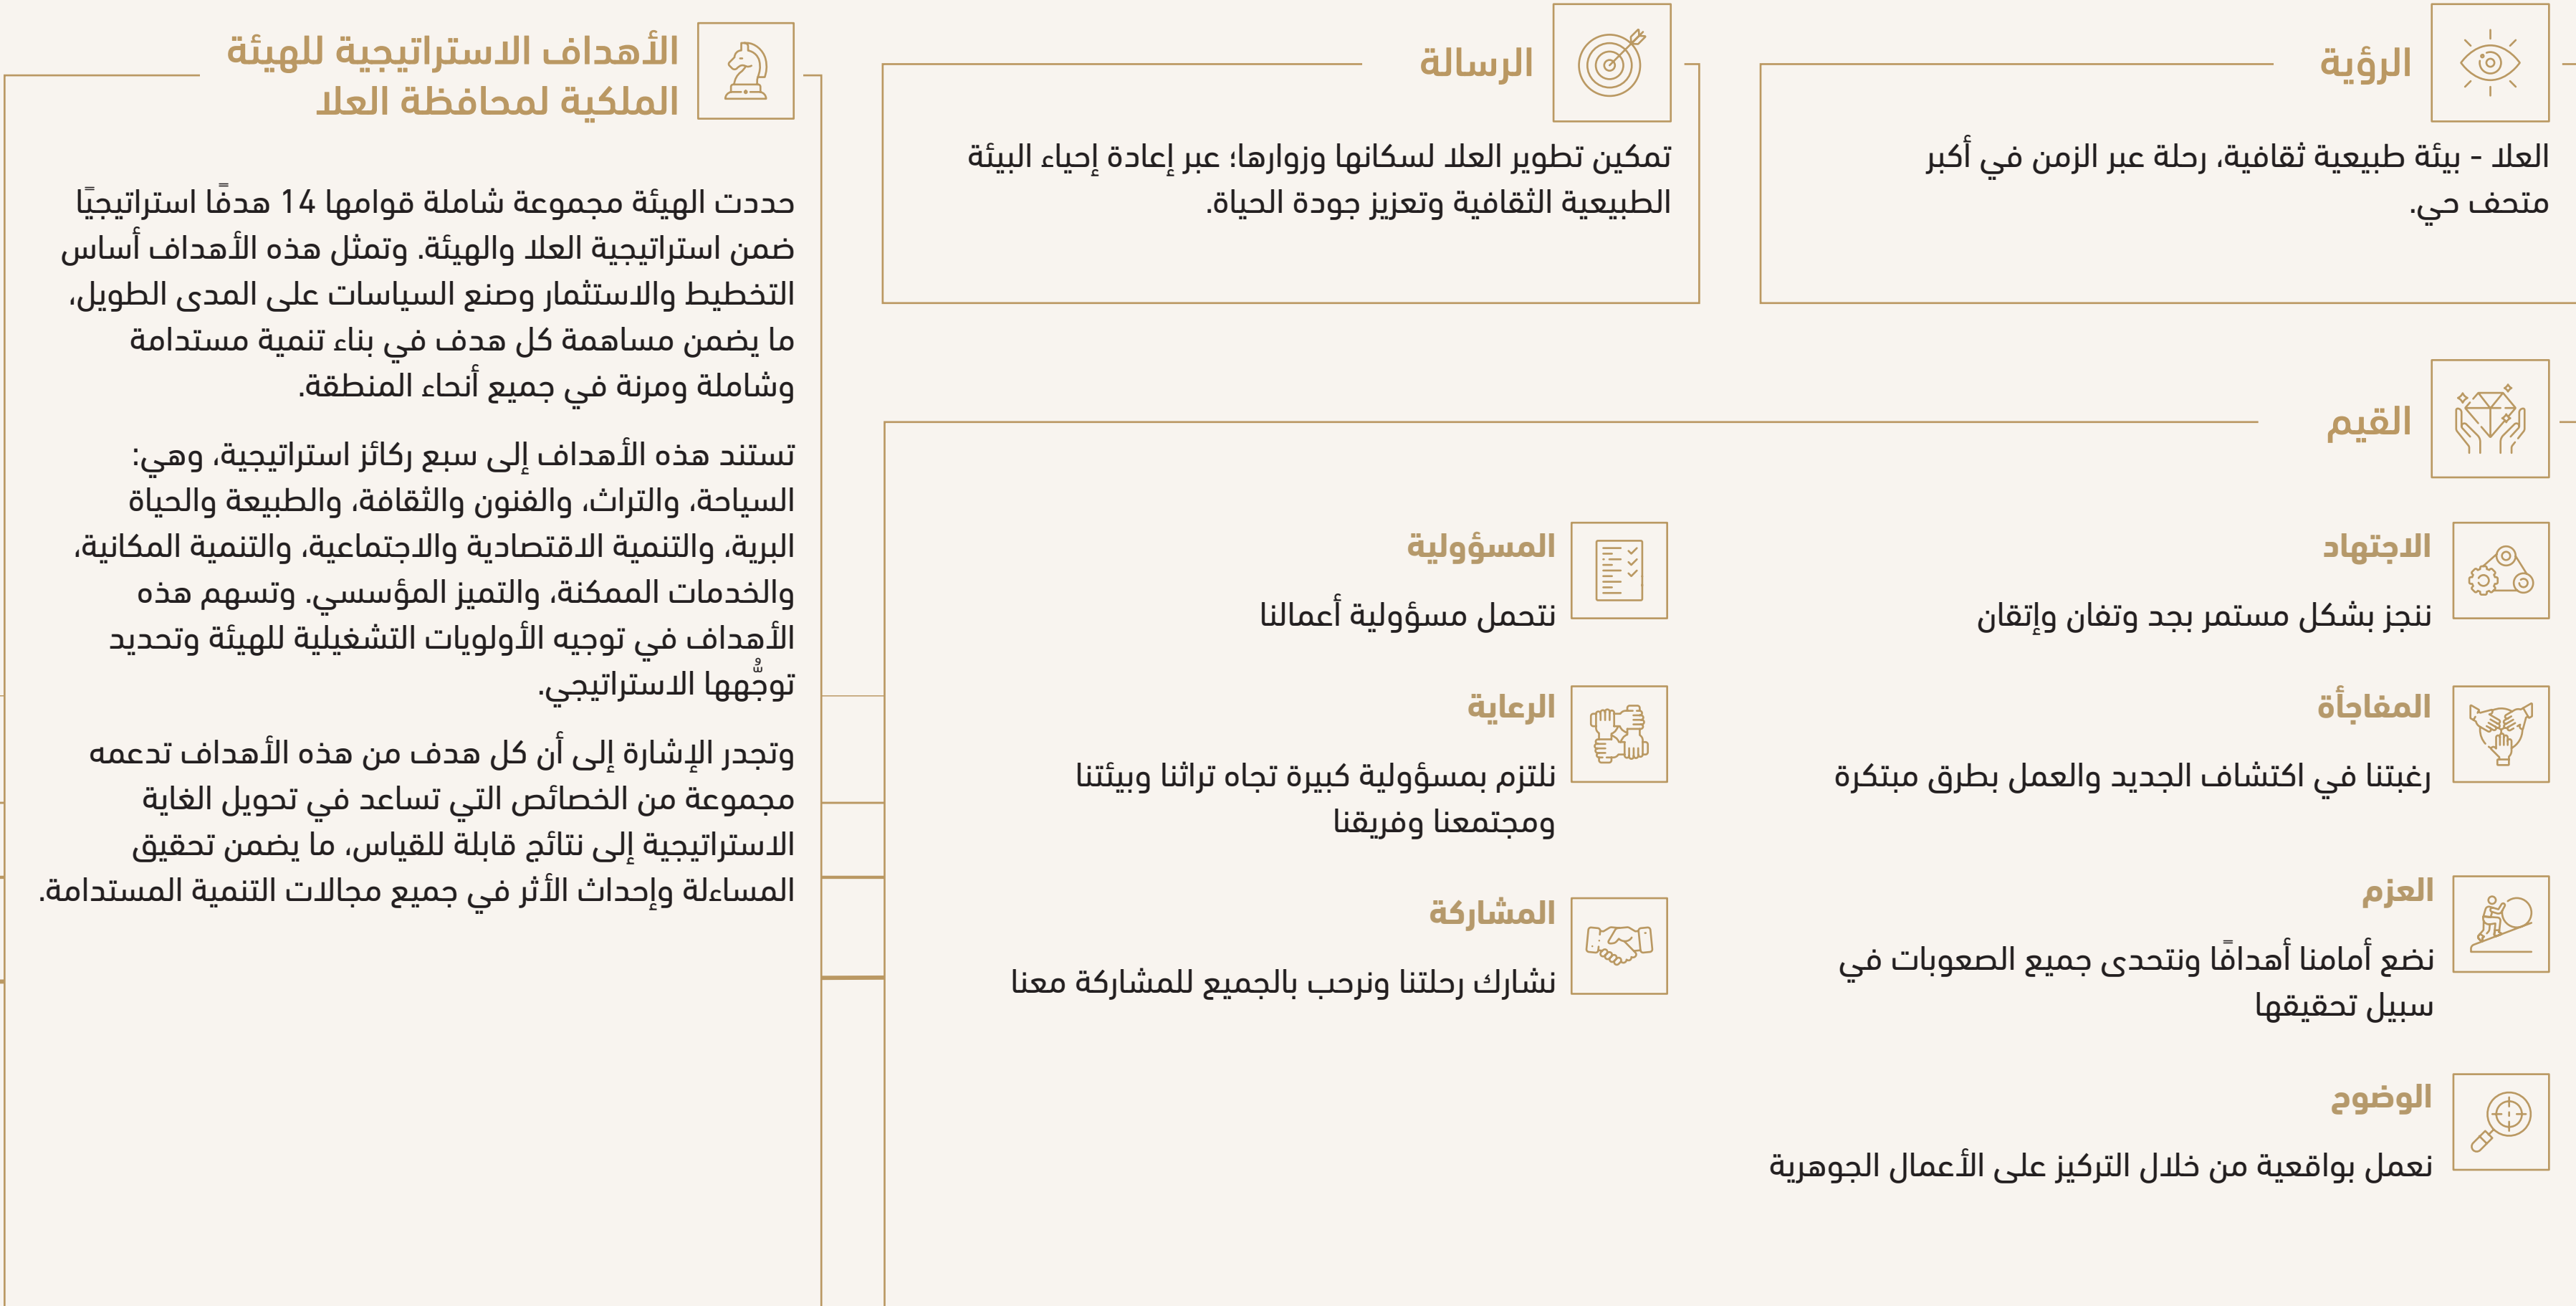 الرؤية
العلا - بيئة طبيعية ثقافية، رحلة عبر الزمن في أكبر
متحف حي.
الرسالة
تمكين تطوير العلا لسكانها وزوارها؛ عبر إعادة إحياء البيئة
الطبيعية الثقافية وتعزيز جودة الحياة.
القيم
الاجتهاد
ننجز بشكل مستمر بجد وتفان وإتقان
المفاجأة
رغبتنا في اكتشاف الجديد والعمل بطرق مبتكرة
العزم
نضع أمامنا أهدافًا ونتحدى جميع الصعوبات في
سبيل تحقيقها
الوضوح
نعمل بواقعية من خلال التركيز على الأعمال الجوهرية
المسؤولية
نتحمل مسؤولية أعمالنا
الرعاية
نلتزم بمسؤولية كبيرة تجاه تراثنا وبيئتنا
ومجتمعنا وفريقنا
المشاركة
نشارك رحلتنا ونرحب بالجميع للمشاركة معنا
الأهداف الاستراتيجية للهيئة
الملكية لمحافظة العلا
حددت الهيئة مجموعة شاملة قوامها 14 هدفًا استراتيجيًا
ضمن استراتيجية العلا والهيئة. وتمثل هذه الأهداف أساس
التخطيط والاستثمار وصنع السياسات على المدى الطويل،
ما يضمن مساهمة كل هدف في بناء تنمية مستدامة
وشاملة ومرنة في جميع أنحاء المنطقة.
تستند هذه الأهداف إلى سبع ركائز استراتيجية، وهي:
السياحة، والتراث، والفنون والثقافة، والطبيعة والحياة
البرية، والتنمية الاقتصادية والاجتماعية، والتنمية المكانية،
والخدمات الممكنة، والتميز المؤسسي. وتسهم هذه
الأهداف في توجيه الأولويات التشغيلية للهيئة وتحديد
توجُّهها الاستراتيجي.
وتجدر الإشارة إلى أن كل هدف من هذه الأهداف تدعمه
مجموعة من الخصائص التي تساعد في تحويل الغاية
الاستراتيجية إلى نتائج قابلة للقياس، ما يضمن تحقيق
المساءلة وإحداث الأثر في جميع مجالات التنمية المستدامة.